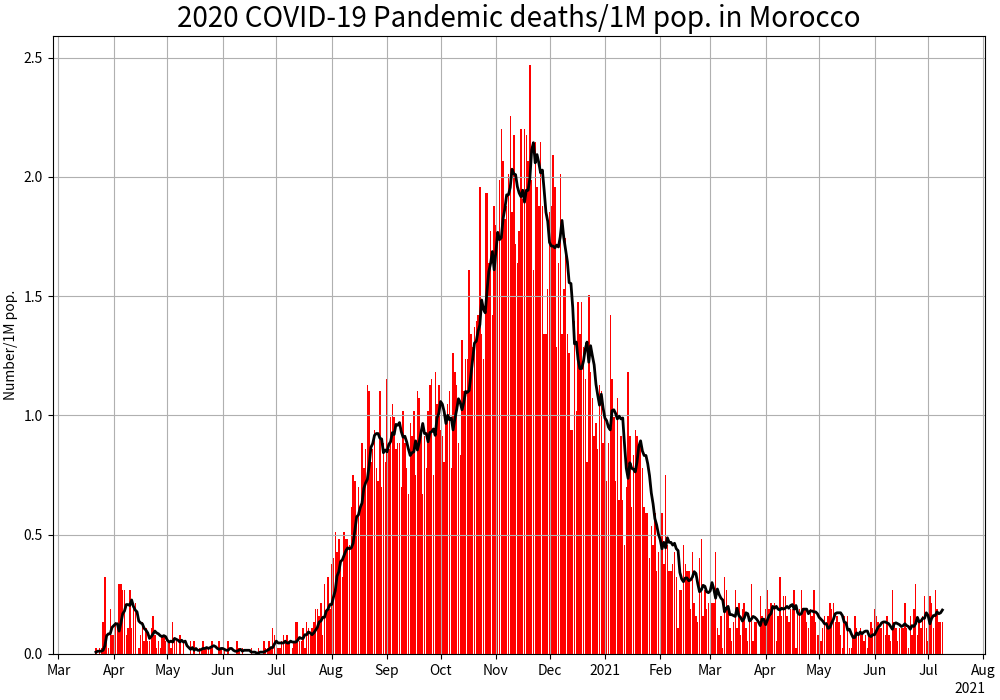 2020 COVID-19 Pandemic deaths/1M pop. in Morocco
Number/1M pop.
2.5
2.0
1.5
1.0
0.5
0.0
Mar Apr May Jun Jul Aug Sep Oct Nov Dec 2021 Feb Mar Apr May Jun Jul Aug
2021